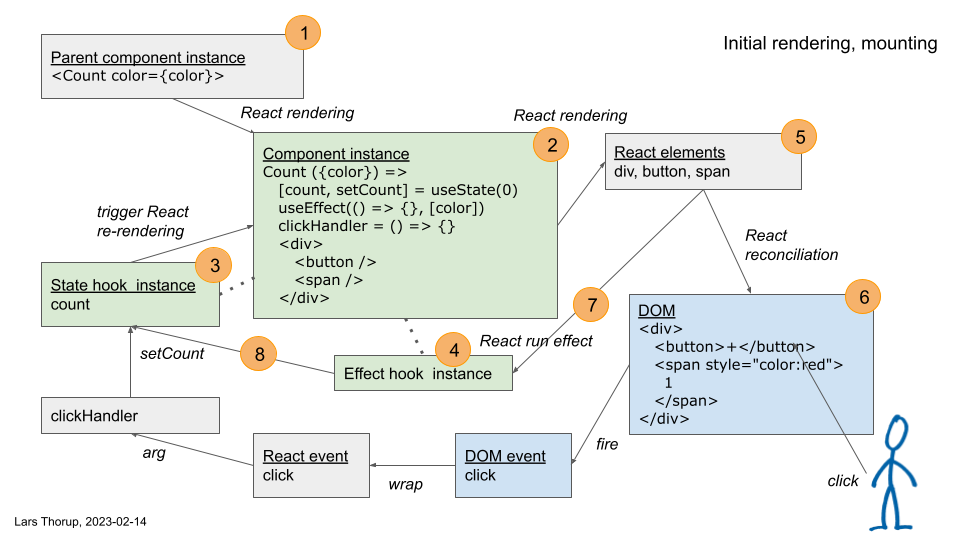 Initial rendering, mounting
1
Parent component instance
<Count color={color}>
React rendering
React rendering
2
Component instance
Count ({color}) =>
[count, setCount] = useState(0)
useEffect(() => {}, [color])
clickHandler = () => {}
<div>
<button />
<span />
</div>
5
React elements
div, button, span
trigger React
re-rendering
React
reconciliation
3
State hook instance
count
6
DOM
<div>
<button>+</button>
<span style="color:red">
1
</span>
</div>
7
React run effect
4
Effect hook instance
setCount
8
clickHandler
arg
React event
click
wrap
DOM event
click
fire
click
Lars Thorup, 2023-02-14